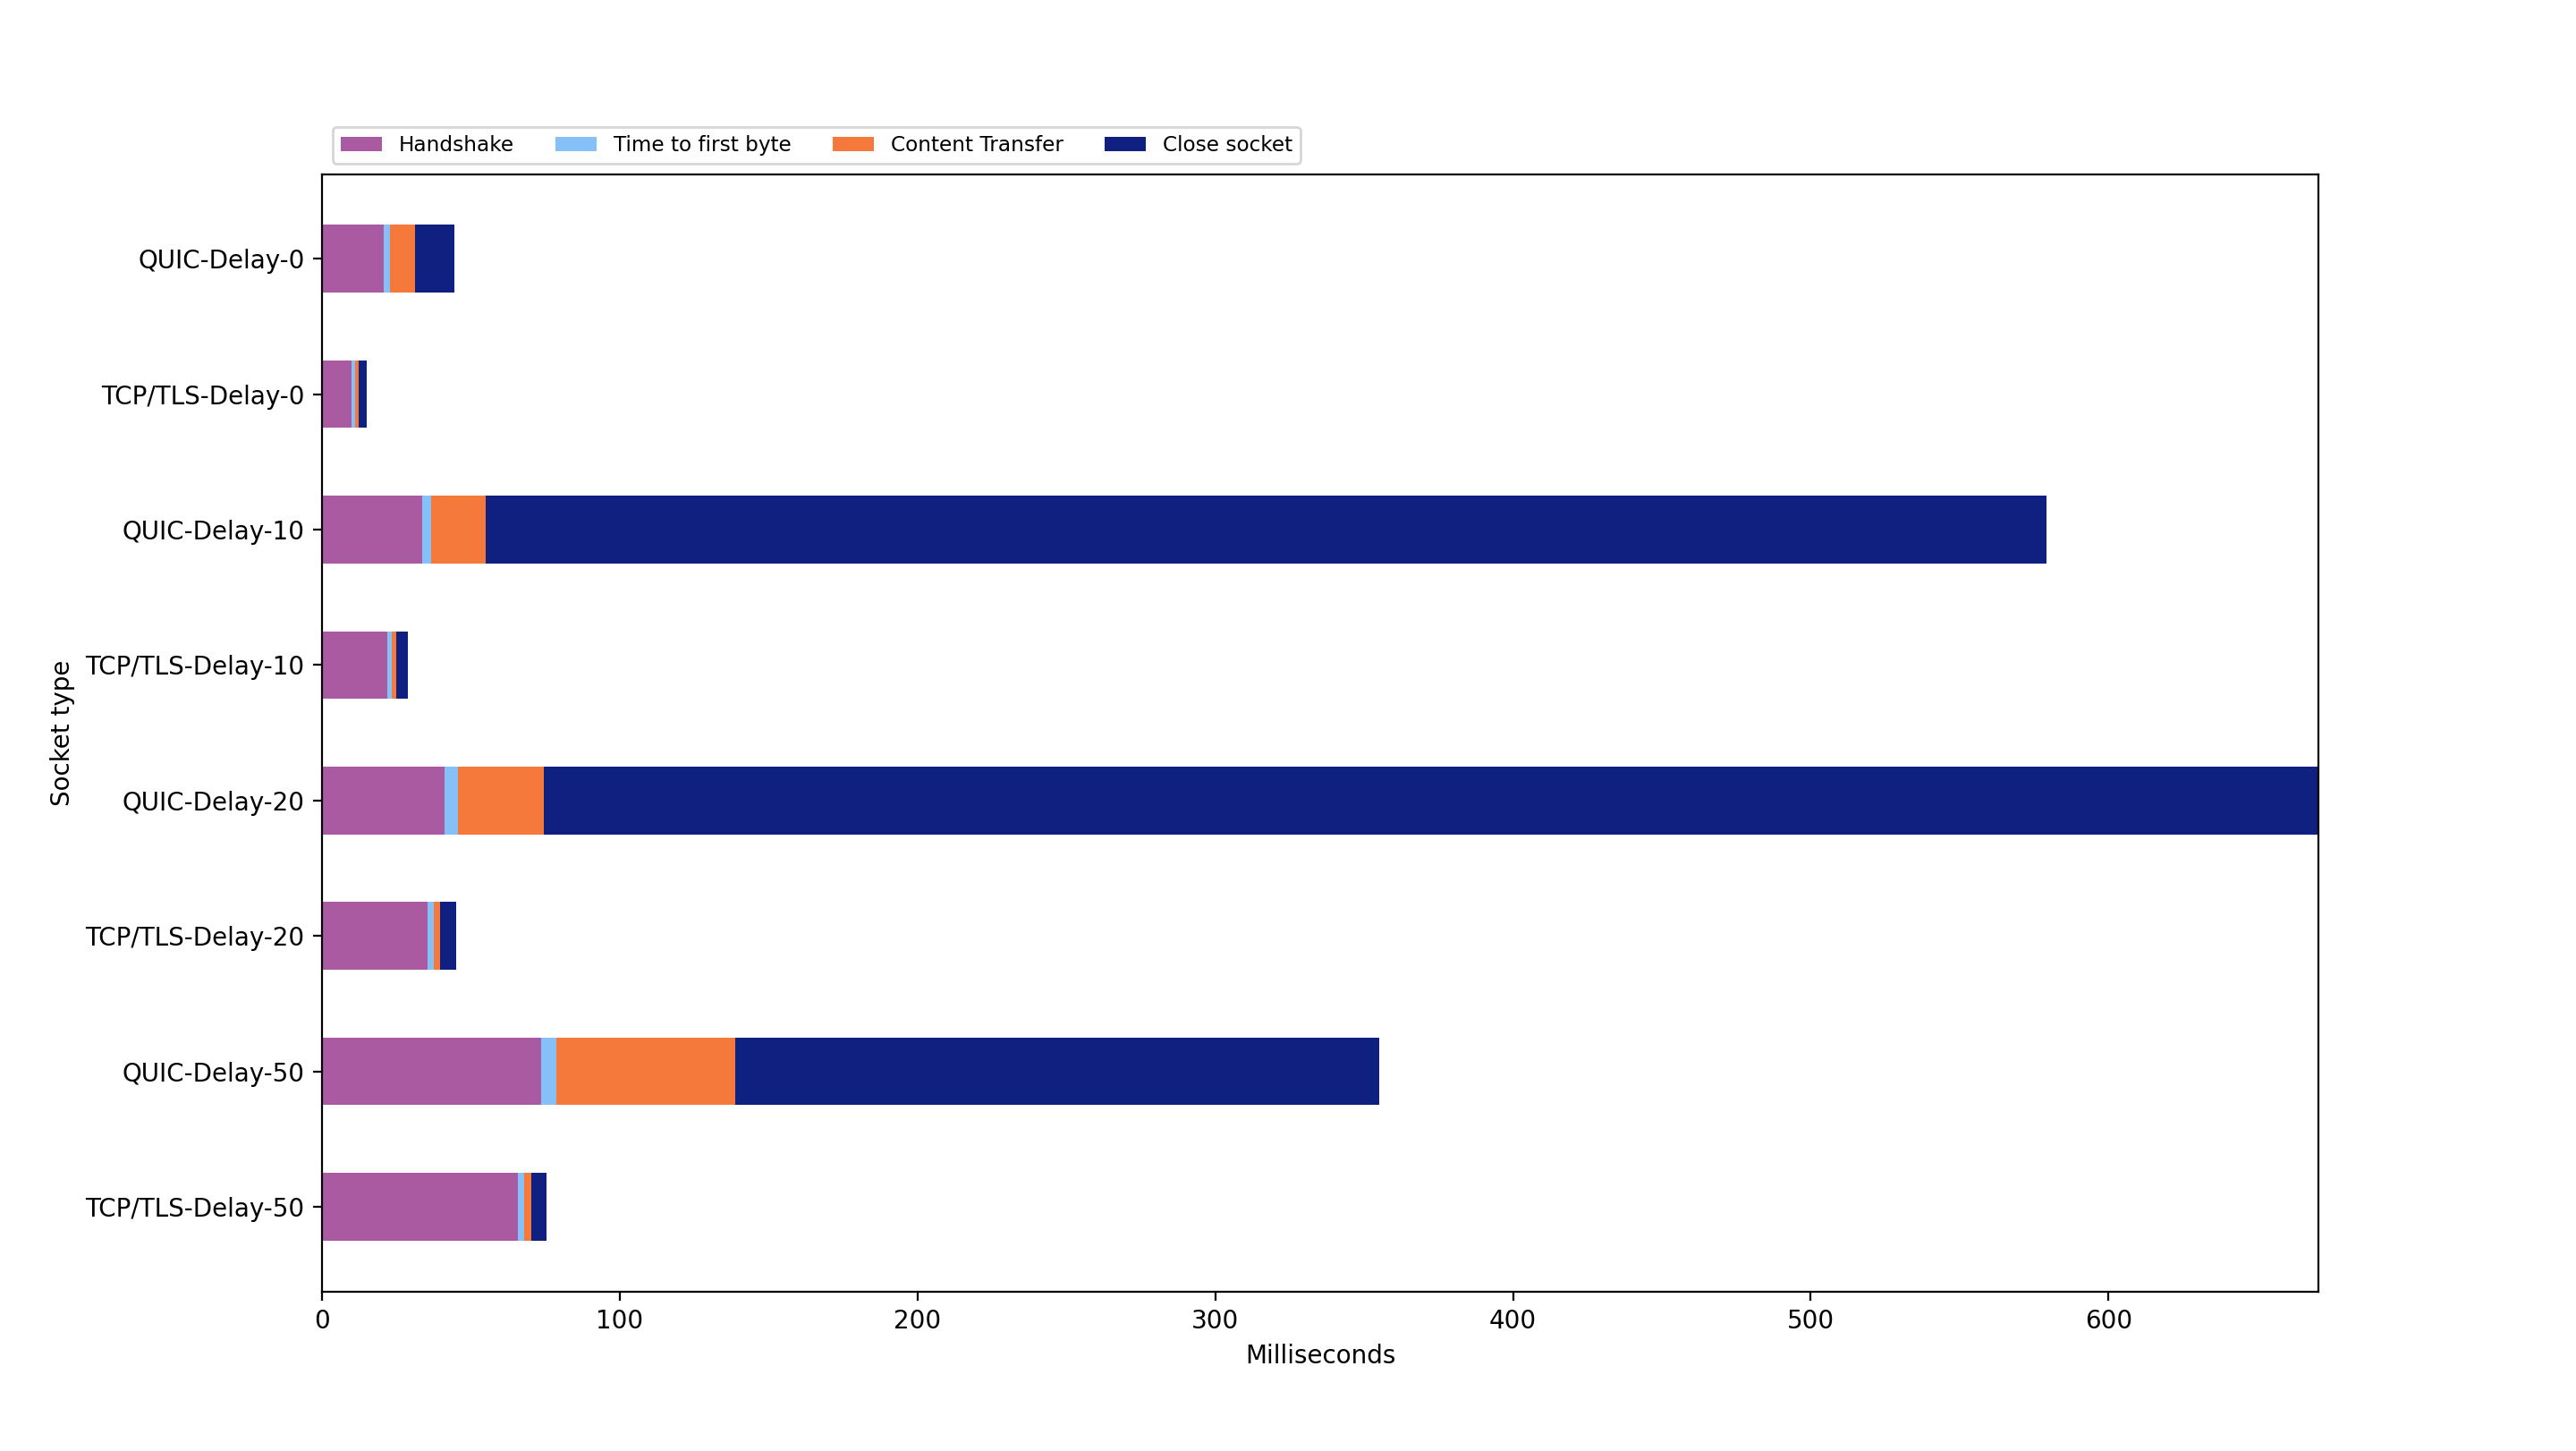 Handshake Time to first byte Content Transfer Close socket
QUIC-Delay-0
TCP/TLS-Delay-0
QUIC-Delay-10
TCP/TLS-Delay-10
QUIC-Delay-20
TCP/TLS-Delay-20
QUIC-Delay-50
TCP/TLS-Delay-50
Socket type
0 100 200 300 400 500 600
Milliseconds